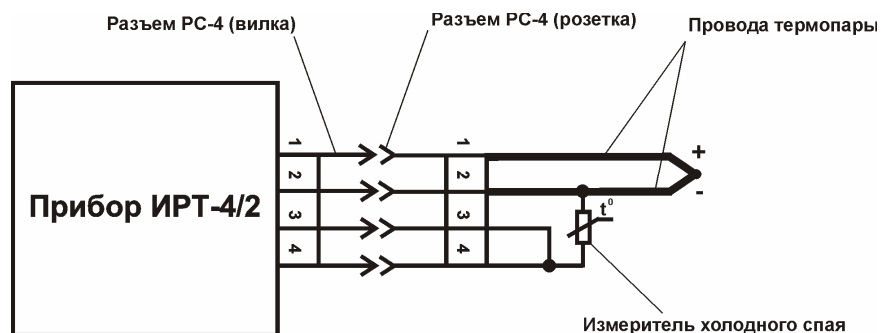 Разъем РС-4 (вилка)
Разъем РС-4 (розетка)
Провода термопары
Прибор ИРТ-4/2
1
2
3
4
1
2
3
4
+
-
t⁰
Измеритель холодного спая